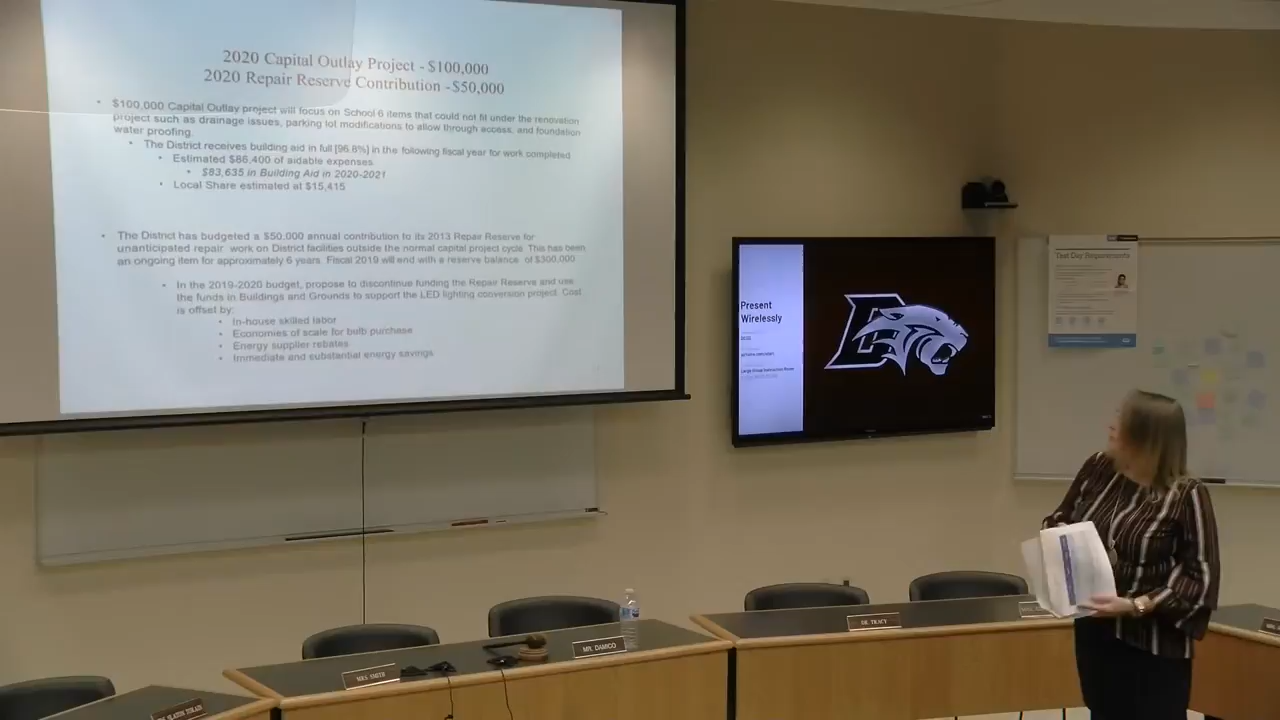 2020 Capital Outlay Project - $100,000
2020 Repair Reserve Contribution -$50,000
• $100,000 Capital Outlay project will focus on School 6 items that could not fit under the renovation
project such as drainage issues, parking lot modifications to allow through access, and foundation
water proofing.
• The District receives building aid in full [96.8%] in the following fiscal year for work completed
• Estimated $86,400 of aidable expenses
• $83,635 in Building Aid in 2020-2021
• Local Share estimated at $15,415
• The District has budgeted a $50,000 annual contribution to its 2013 Repair Reserve for
unanticipated repair work on District facilities outside the normal capital project cycle. This has been
an ongoing item for approximately 6 years. Fiscal 2019 will end with a reserve balance of $300,000
• In the 2019-2020 budget, propose to discontinue funding the Repair Reserve and use
the funds in Buildings and Grounds to support the LED lighting conversion project. Cost
is offset by:
• In-house skilled labor
• Economies of scale for bulb purchase
• Energy supplier rebates
• Immediate and substantial energy savings
Present
Wirelessly
Test Day Requirements
MRS. SMITH
MR. DAMICO
DR. TRACY